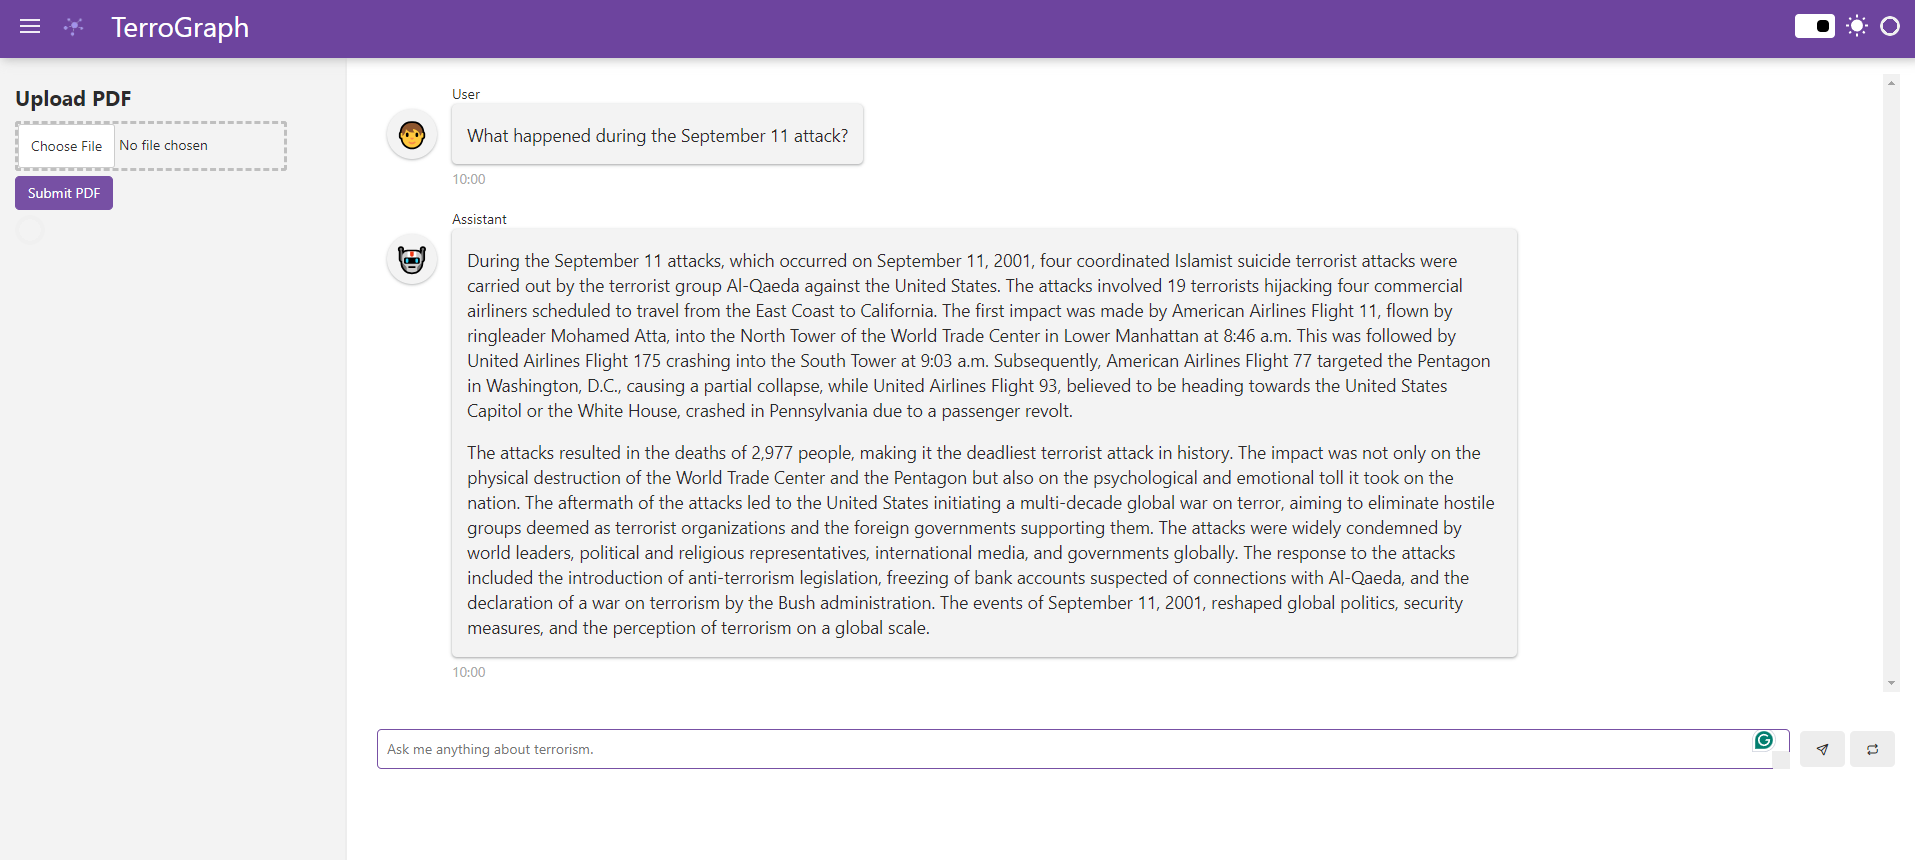 TerroGraph
Upload PDF
Choose File No file chosen
Submit PDF
User
What happened during the September 11 attack?
10:00
Assistant
During the September 11 attacks, which occurred on September 11, 2001, four coordinated Islamist suicide terrorist attacks were
carried out by the terrorist group Al-Qaeda against the United States. The attacks involved 19 terrorists hijacking four commercial
airliners scheduled to travel from the East Coast to California. The first impact was made by American Airlines Flight 11, flown by
ringleader Mohamed Atta, into the North Tower of the World Trade Center in Lower Manhattan at 8:46 a.m. This was followed by
United Airlines Flight 175 crashing into the South Tower at 9:03 a.m. Subsequently, American Airlines Flight 77 targeted the Pentagon
in Washington, D.C., causing a partial collapse, while United Airlines Flight 93, believed to be heading towards the United States
Capitol or the White House, crashed in Pennsylvania due to a passenger revolt.
The attacks resulted in the deaths of 2,977 people, making it the deadliest terrorist attack in history. The impact was not only on the
physical destruction of the World Trade Center and the Pentagon but also on the psychological and emotional toll it took on the
nation. The aftermath of the attacks led to the United States initiating a multi-decade global war on terror, aiming to eliminate hostile
groups deemed as terrorist organizations and the foreign governments supporting them. The attacks were widely condemned by
world leaders, political and religious representatives, international media, and governments globally. The response to the attacks
included the introduction of anti-terrorism legislation, freezing of bank accounts suspected of connections with Al-Qaeda, and the
declaration of a war on terrorism by the Bush administration. The events of September 11, 2001, reshaped global politics, security
measures, and the perception of terrorism on a global scale.
10:00
Ask me anything about terrorism.